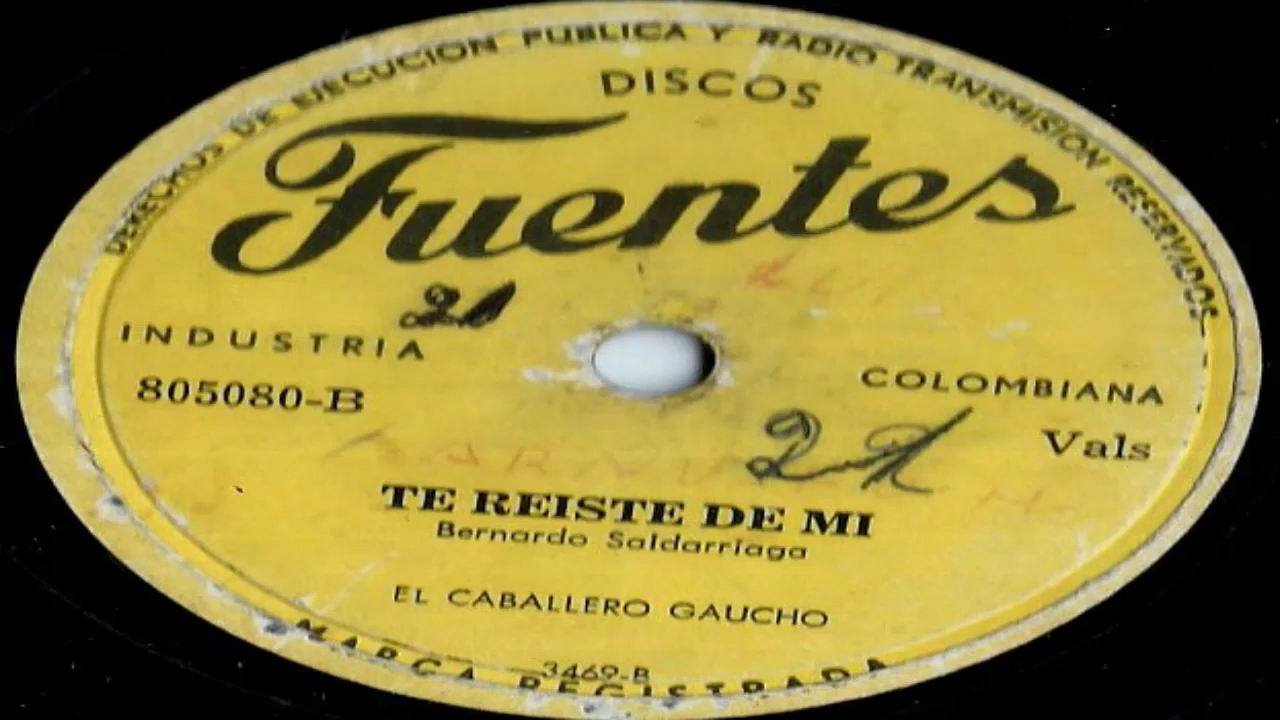 DERECHOS DE EJECUCION PUBLICA Y RADIO TRANSMISION RESERVADOS
DISCOS
Fuentes
21
INDUSTRIA
COLOMBIANA
805080-B
Vals
TE REISTE DE MI
Bernardo Saldarriaga
EL CABALLERO GAUCHO
3469-B
MARCA REGISTRADA